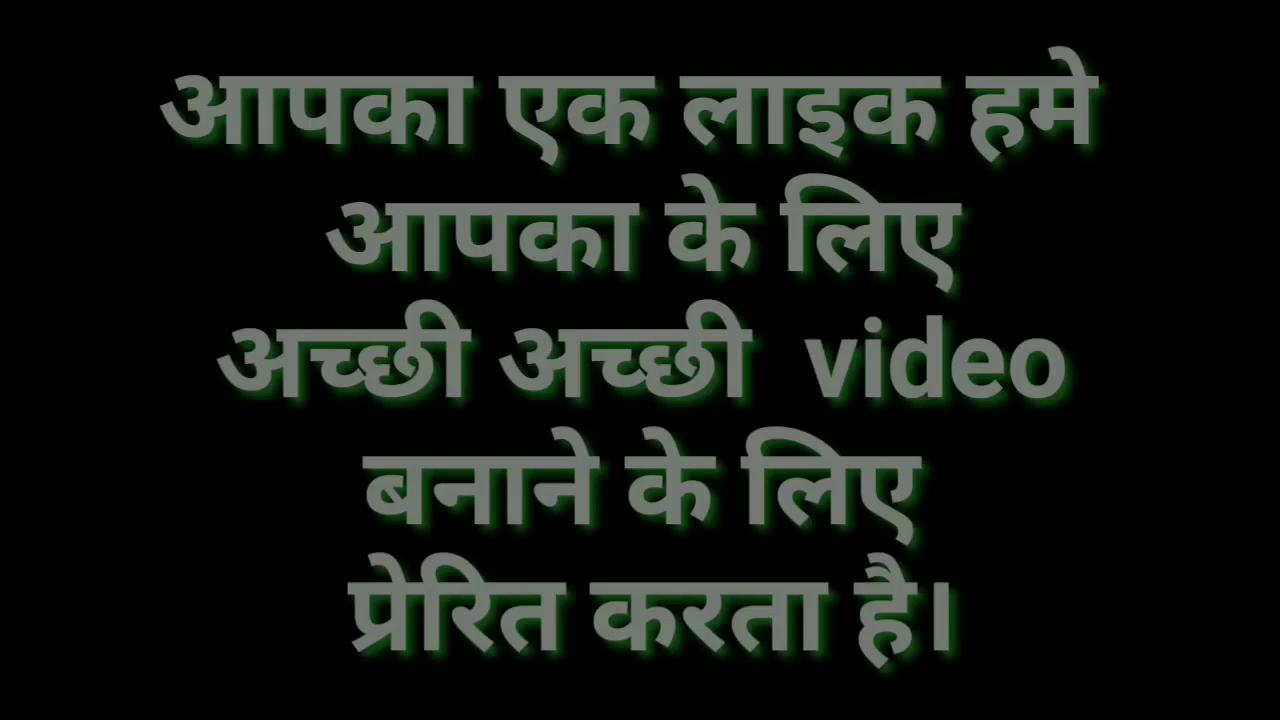 आपका एक लाइक हमे
आपका के लिए
अच्छी अच्छी video
बनाने के लिए
प्रेरित करता है।